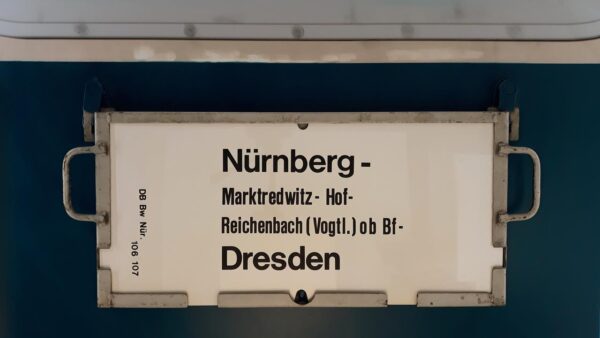 Nürnberg -
Marktredwitz - Hof-
Reichenbach (Vogtl.) ob Bf-
Dresden
DB Bw Nür. 106 107